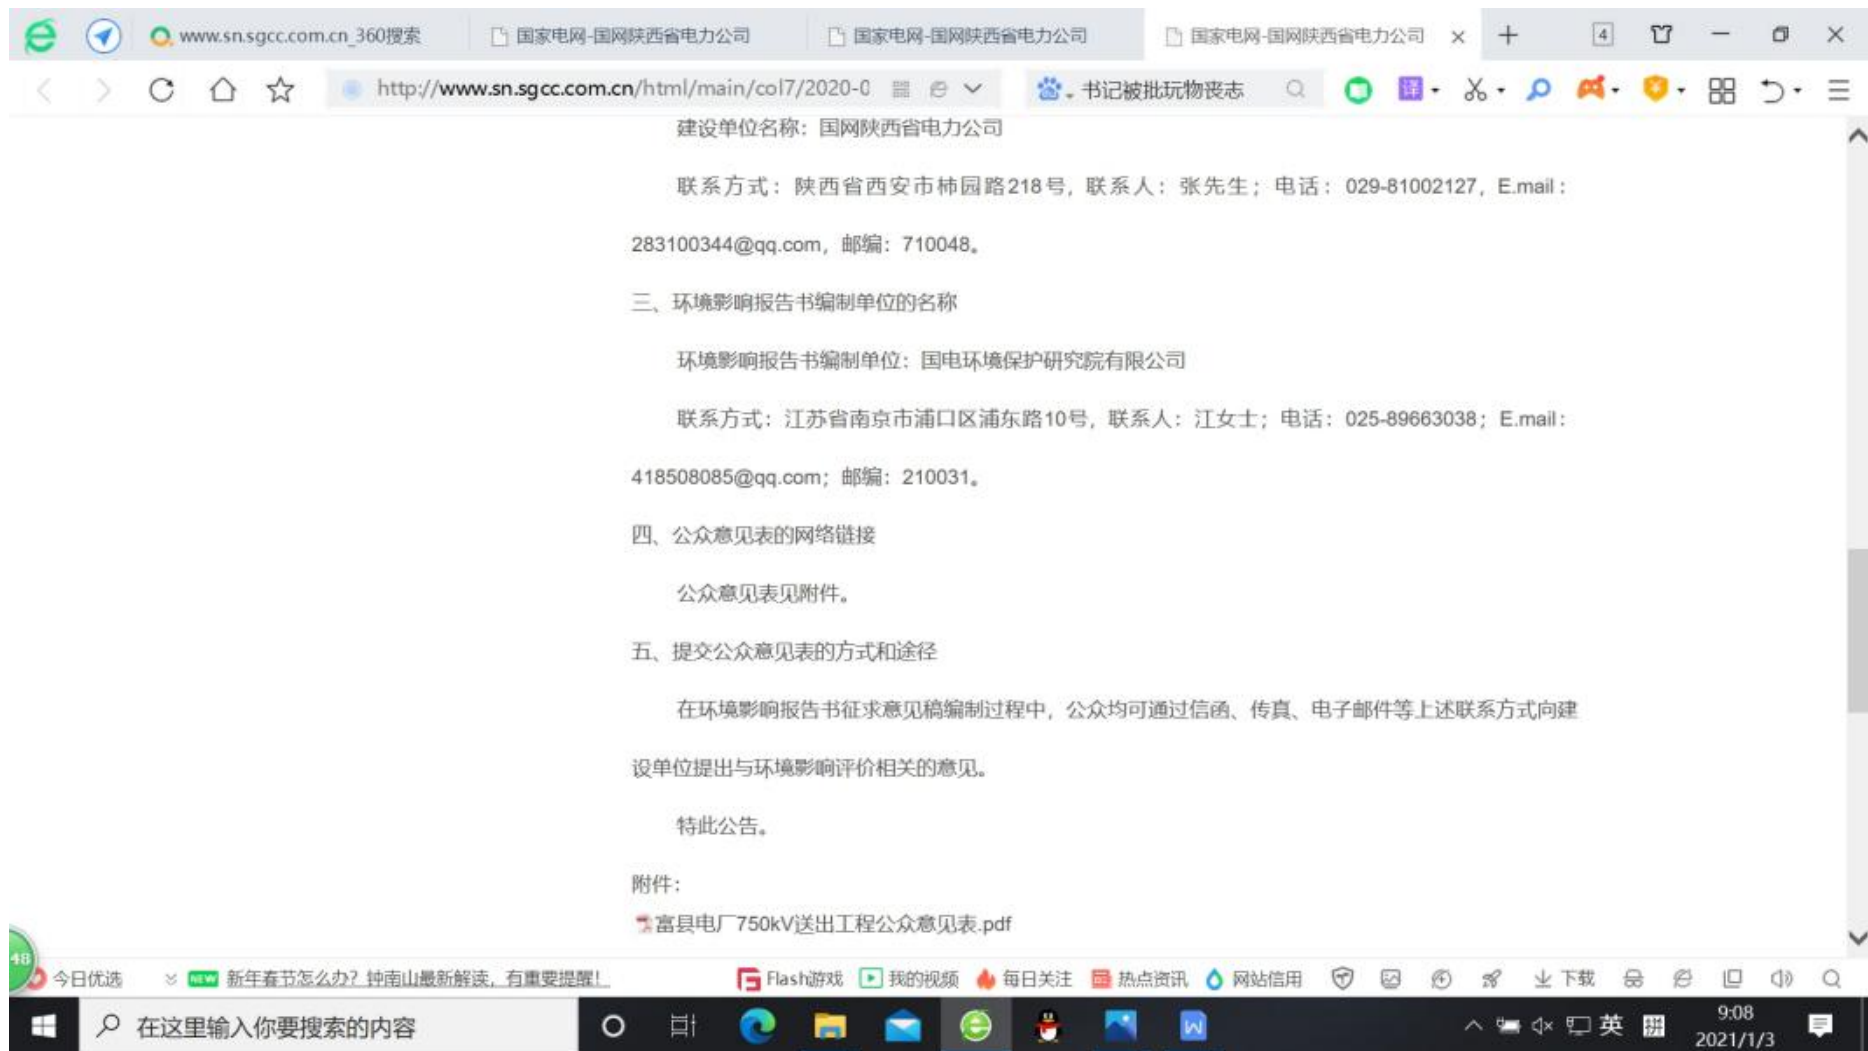 www.sn.sgcc.com.cn_360搜索
国家电网-国网陕西省电力公司
国家电网-国网陕西省电力公司
国家电网-国网陕西省电力公司
4
http://www.sn.sgcc.com.cn/html/main/col7/2020-0
书记被批玩物丧志
译
建设单位名称：国网陕西省电力公司
联系方式：陕西省西安市柿园路218号，联系人：张先生；电话：029-81002127，E.mail：
283100344@qq.com，邮编：710048。
三、环境影响报告书编制单位的名称
环境影响报告书编制单位：国电环境保护研究院有限公司
联系方式：江苏省南京市浦口区浦东路10号，联系人：江女士；电话：025-89663038；E.mail：
418508085@qq.com；邮编：210031。
四、公众意见表的网络链接
公众意见表见附件。
五、提交公众意见表的方式和途径
在环境影响报告书征求意见稿编制过程中，公众均可通过信函、传真、电子邮件等上述联系方式向建
设单位提出与环境影响评价相关的意见。
特此公告。
附件：
富县电厂750kV送出工程公众意见表.pdf
48
今日优选
NEW 新年春节怎么办？钟南山最新解读，有重要提醒！
Flash游戏
我的视频
每日关注
热点资讯
网站信用
下载
在这里输入你要搜索的内容
英
拼
9:08
2021/1/3